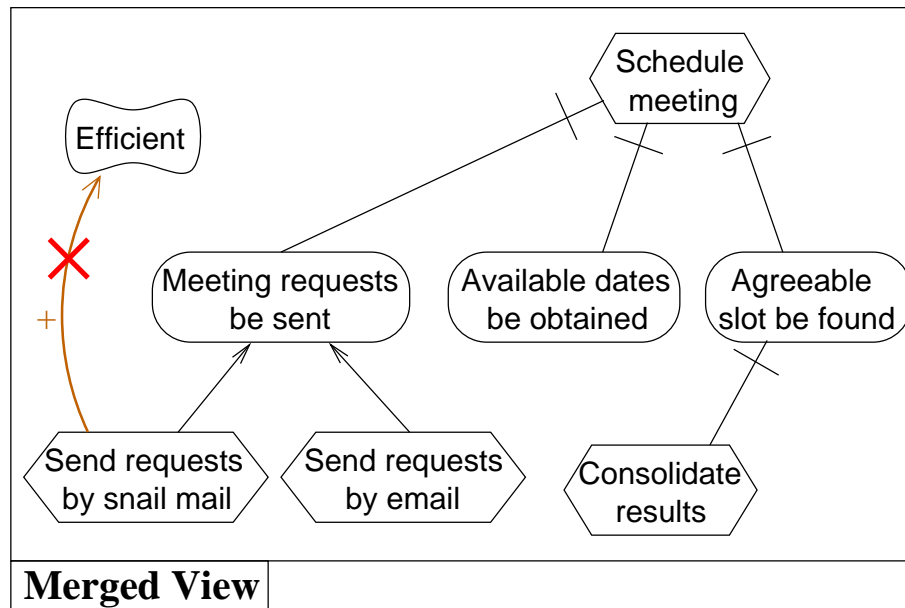 Schedule
meeting
Efficient
Meeting requests
be sent
Available dates
be obtained
Agreeable
slot be found
+
Send requests
by snail mail
Send requests
by email
Consolidate
results
Merged View